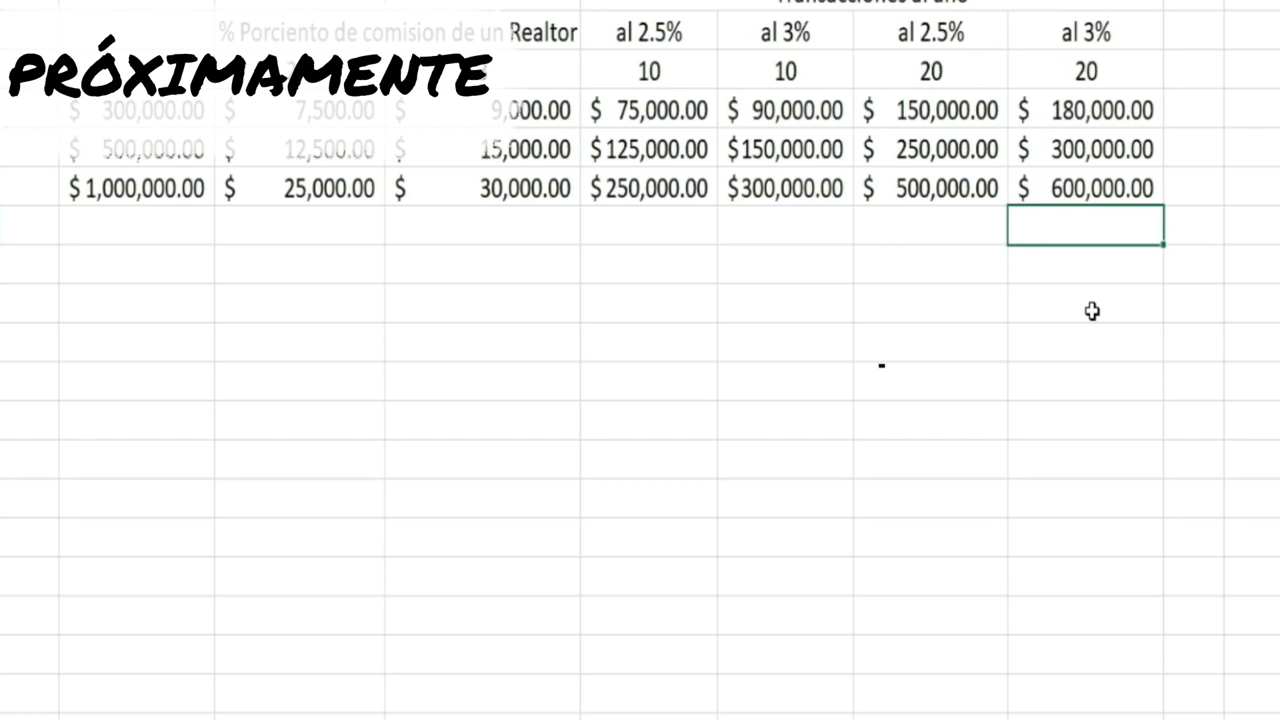 Transacciones al año
% Porciento de comision de un Realtor al 2.5% al 3% al 2.5% al 3%
PRÓXIMAMENTE
10 10 20 20
$ 300,000.00 $ 7,500.00 $ 9,000.00 $ 75,000.00 $ 90,000.00 $ 150,000.00 $ 180,000.00
$ 500,000.00 $ 12,500.00 $ 15,000.00 $ 125,000.00 $ 150,000.00 $ 250,000.00 $ 300,000.00
$ 1,000,000.00 $ 25,000.00 $ 30,000.00 $ 250,000.00 $ 300,000.00 $ 500,000.00 $ 600,000.00
-